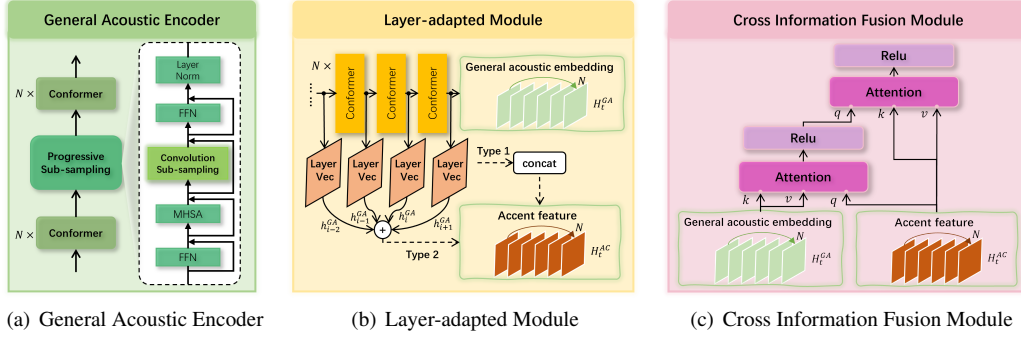 General Acoustic Encoder
N ×
Conformer
Progressive
Sub-sampling
N ×
Conformer
Layer
Norm
FFN
Convolution
Sub-sampling
MHSA
FFN
Layer-adapted Module
N ×
Conformer
Conformer
Conformer
General acoustic embedding
N
H_t^{GA}
Layer
Vec
Layer
Vec
Layer
Vec
Layer
Vec
Type 1
concat
h_{i-2}^{GA}
h_{i-1}^{GA}
h_i^{GA}
h_{i+1}^{GA}
+
Type 2
Accent feature
N
H_t^{AC}
Cross Information Fusion Module
Relu
Attention
q
k
v
Relu
Attention
k
v
q
General acoustic embedding
N
H_t^{GA}
Accent feature
N
H_t^{AC}
(a) General Acoustic Encoder
(b) Layer-adapted Module
(c) Cross Information Fusion Module